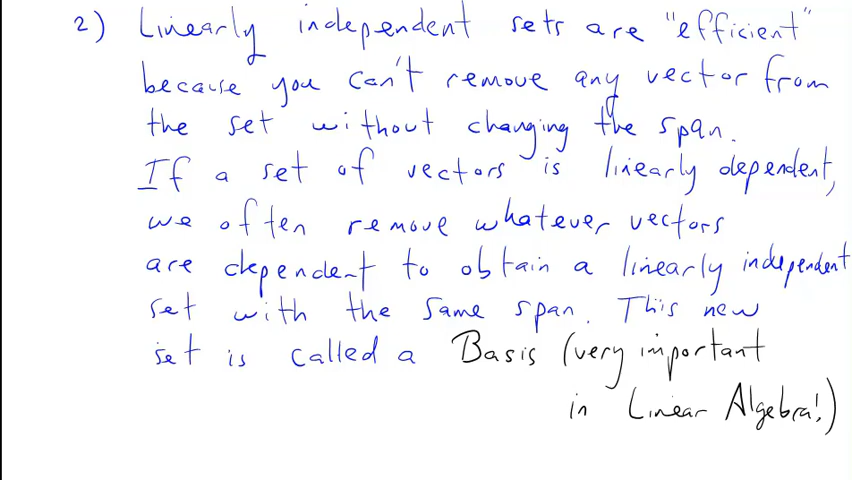 2) Linearly independent sets are "efficient"
because you can't remove any vector from
the set without changing the span.
If a set of vectors is linearly dependent,
we often remove whatever vectors
are dependent to obtain a linearly independent
set with the same span. This new
set is called a Basis (very important
in Linear Algebra!)